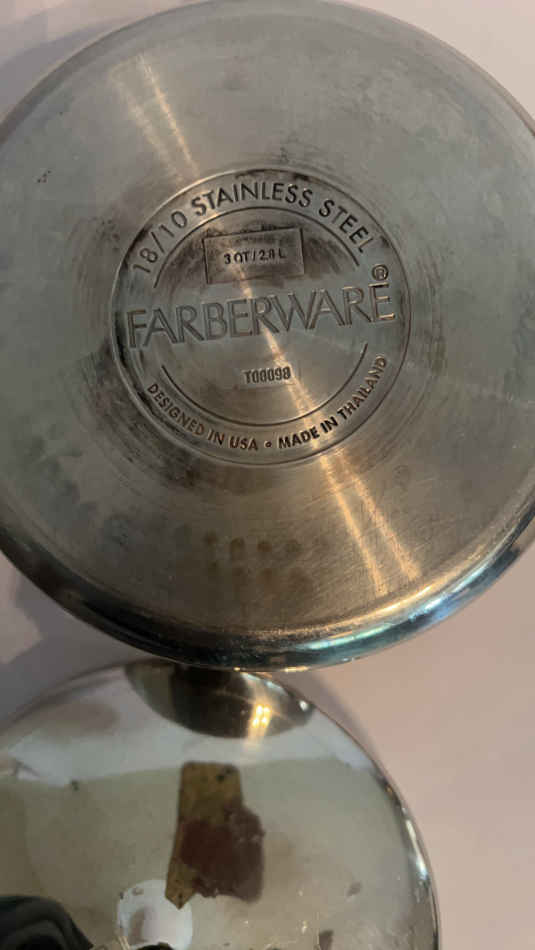 18/10 STAINLESS STEEL
3 QT / 2.8 L
FARBERWARE®
T00098
DESIGNED IN USA • MADE IN THAILAND